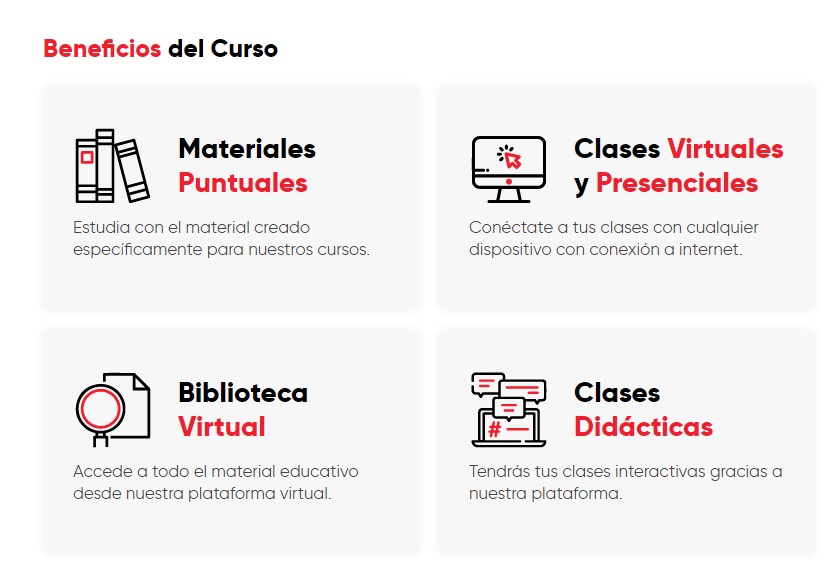 Beneficios del Curso
Materiales
Puntuales
Estudia con el material creado
específicamente para nuestros cursos.
Clases Virtuales
y Presenciales
Conéctate a tus clases con cualquier
dispositivo con conexión a internet.
Biblioteca
Virtual
Accede a todo el material educativo
desde nuestra plataforma virtual.
#
Clases
Didácticas
Tendrás tus clases interactivas gracias a
nuestra plataforma.